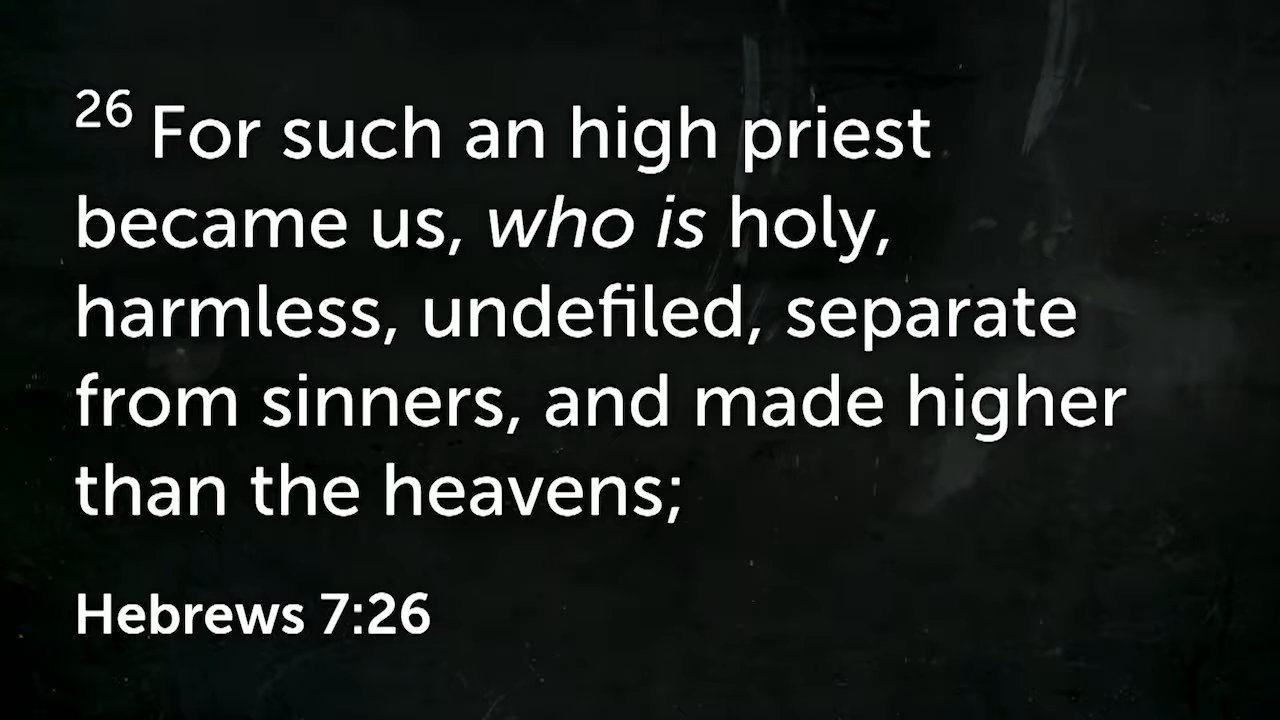 26 For such an high priest
became us, who is holy,
harmless, undefiled, separate
from sinners, and made higher
than the heavens;
Hebrews 7:26